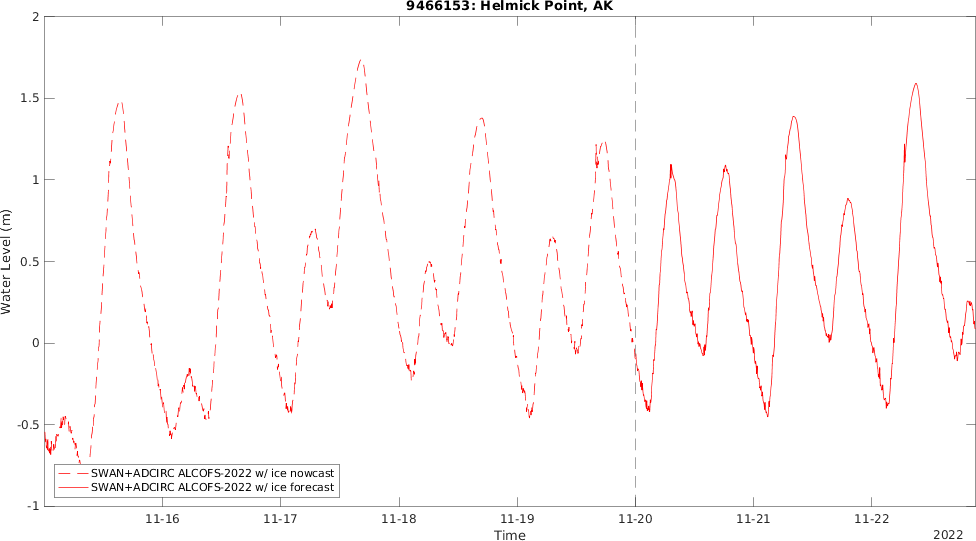 9466153: Helmick Point, AK
2
1.5
1
0.5
0
-0.5
-1
Water Level (m)
SWAN+ADCIRC ALCOFS-2022 w/ ice nowcast
SWAN+ADCIRC ALCOFS-2022 w/ ice forecast
11-16 11-17 11-18 11-19 11-20 11-21 11-22
Time
2022